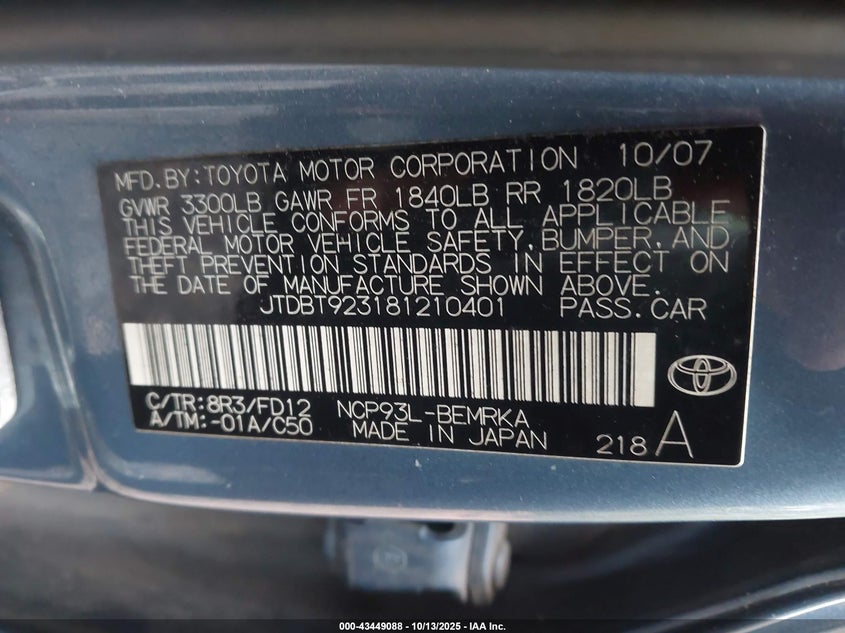 MFD.BY:TOYOTA MOTOR CORPORATION 10/07
GVWR 3300LB GAWR FR 1840LB RR 1820LB
THIS VEHICLE CONFORMS TO ALL APPLICABLE
FEDERAL MOTOR VEHICLE SAFETY,BUMPER,AND
THEFT PREVENTION STANDARDS IN EFFECT ON
THE DATE OF MANUFACTURE SHOWN ABOVE.
JTDBT923181210401 PASS.CAR
C/TR:8R3/FD12 NCP93L-BEMRKA
A/TM:-01A/C50 MADE IN JAPAN 218 A
000-43449088 - 10/13/2025 - IAA Inc.